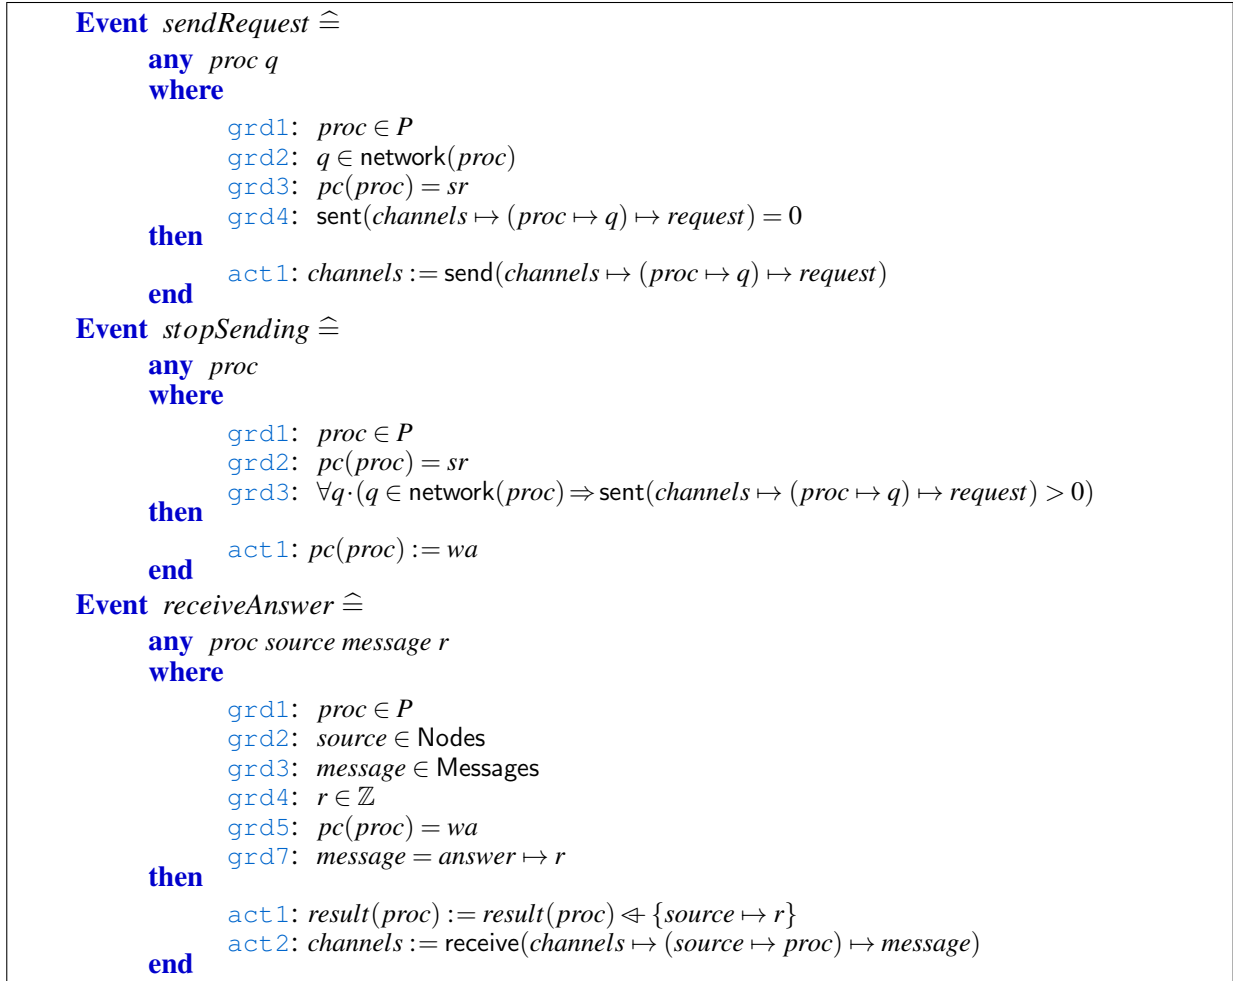 Event sendRequest ≙
any proc q
where
grd1: proc ∈ P
grd2: q ∈ network(proc)
grd3: pc(proc) = sr
grd4: sent(channels ↦ (proc ↦ q) ↦ request) = 0
then
act1: channels := send(channels ↦ (proc ↦ q) ↦ request)
end
Event stopSending ≙
any proc
where
grd1: proc ∈ P
grd2: pc(proc) = sr
grd3: ∀q·(q ∈ network(proc) ⇒ sent(channels ↦ (proc ↦ q) ↦ request) > 0)
then
act1: pc(proc) := wa
end
Event receiveAnswer ≙
any proc source message r
where
grd1: proc ∈ P
grd2: source ∈ Nodes
grd3: message ∈ Messages
grd4: r ∈ ℤ
grd5: pc(proc) = wa
grd7: message = answer ↦ r
then
act1: result(proc) := result(proc) ⩤ {source ↦ r}
act2: channels := receive(channels ↦ (source ↦ proc) ↦ message)
end